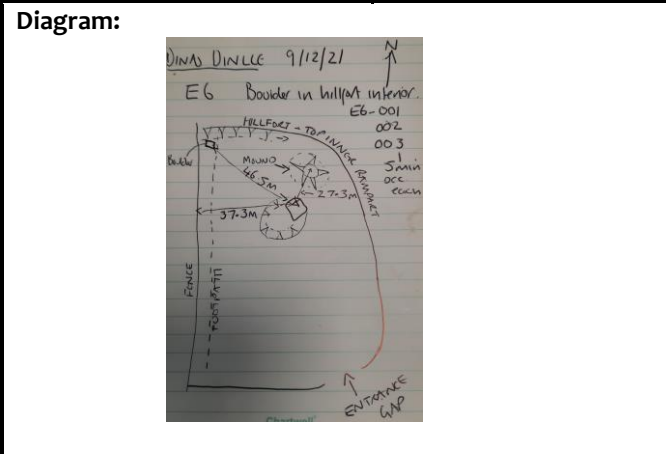 Diagram:
DINAS DINLLE 9/12/21
N
E6 Boulder in hillfort interior.
E6-001
002
003
5min
occ
each
HILLFORT - TOP INNER RAMPART
Boulder
MOUND
46.5M
27.3M
37.3M
FENCE
FOOTPATH
ENTRANCE
GAP